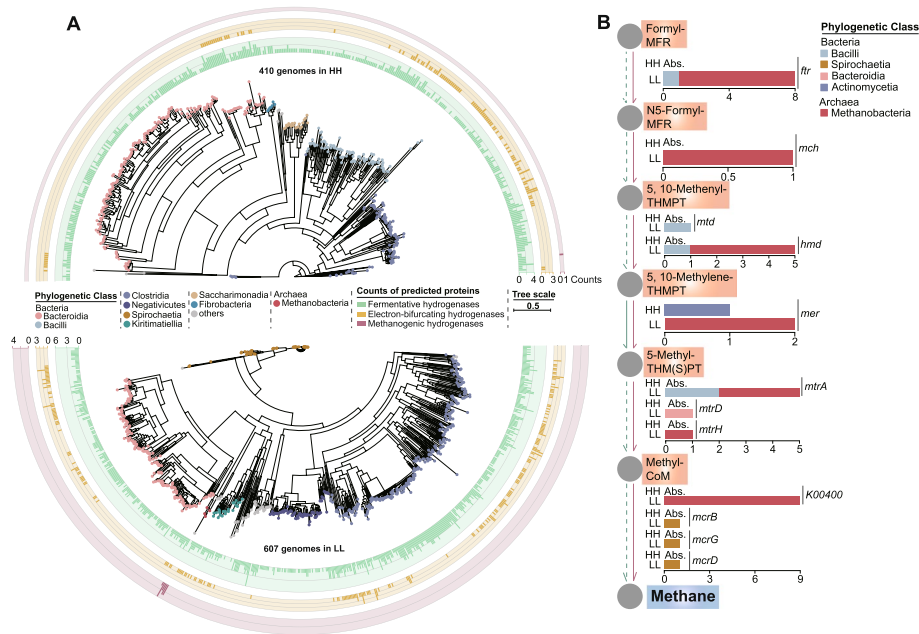 A
410 genomes in HH
0 4 0 3 0 1 Counts
Phylogenetic Class
Bacteria
Bacteroidia
Bacilli
Clostridia
Negativicutes
Spirochaetia
Kiritimatiellia
Saccharimonadia
Fibrobacteria
others
Archaea
Methanobacteria
Counts of predicted proteins
Fermentative hydrogenases
Electron-bifurcating hydrogenases
Methanogenic hydrogenases
Tree scale
0.5
4 0 3 6 3 0
607 genomes in LL
B
Formyl-
MFR
HH Abs.
LL
ftr
0 4 8
N5-Formyl-
MFR
HH Abs.
LL
mch
0 0.5 1
5, 10-Methenyl-
THMPT
HH Abs.
LL
mtd
HH Abs.
LL
hmd
0 1 2 3 4 5
5, 10-Methylene-
THMPT
HH
LL
mer
0 1 2
5-Methyl-
THM(S)PT
HH Abs.
LL
mtrA
HH Abs.
LL
mtrD
HH Abs.
LL
mtrH
0 1 2 3 4 5
Methyl-
CoM
HH Abs.
LL
K00400
HH Abs.
LL
mcrB
HH Abs.
LL
mcrG
HH Abs.
LL
mcrD
0 3 6 9
Methane
Phylogenetic Class
Bacteria
Bacilli
Spirochaetia
Bacteroidia
Actinomycetia
Archaea
Methanobacteria